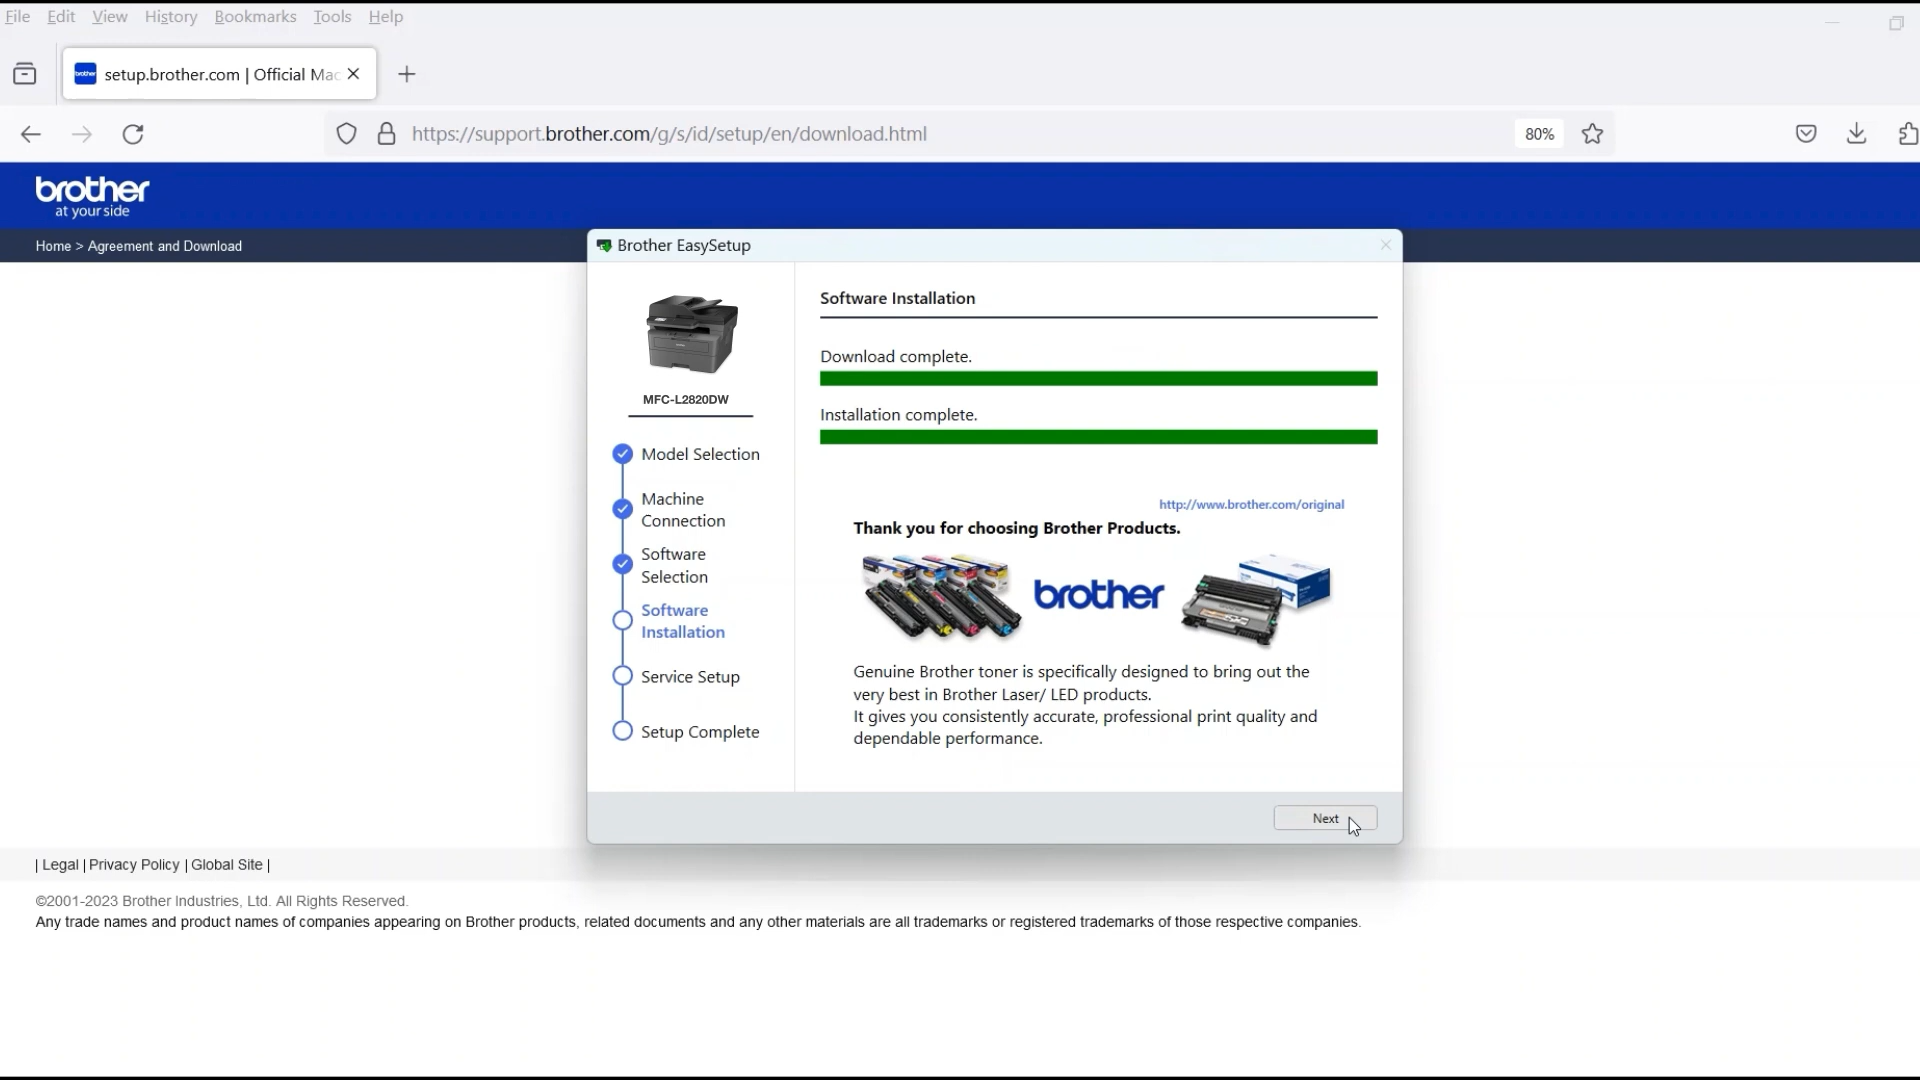 File Edit View History Bookmarks Tools Help
setup.brother.com | Official Mac
https://support.brother.com/g/s/id/setup/en/download.html
80%
brother
at your side
Home > Agreement and Download
Brother EasySetup
MFC-L2820DW
Model Selection
Machine
Connection
Software
Selection
Software
Installation
Service Setup
Setup Complete
Software Installation
Download complete.
Installation complete.
http://www.brother.com/original
Thank you for choosing Brother Products.
brother
Genuine Brother toner is specifically designed to bring out the
very best in Brother Laser/ LED products.
It gives you consistently accurate, professional print quality and
dependable performance.
Next
| Legal | Privacy Policy | Global Site |
©2001-2023 Brother Industries, Ltd. All Rights Reserved.
Any trade names and product names of companies appearing on Brother products, related documents and any other materials are all trademarks or registered trademarks of those respective companies.